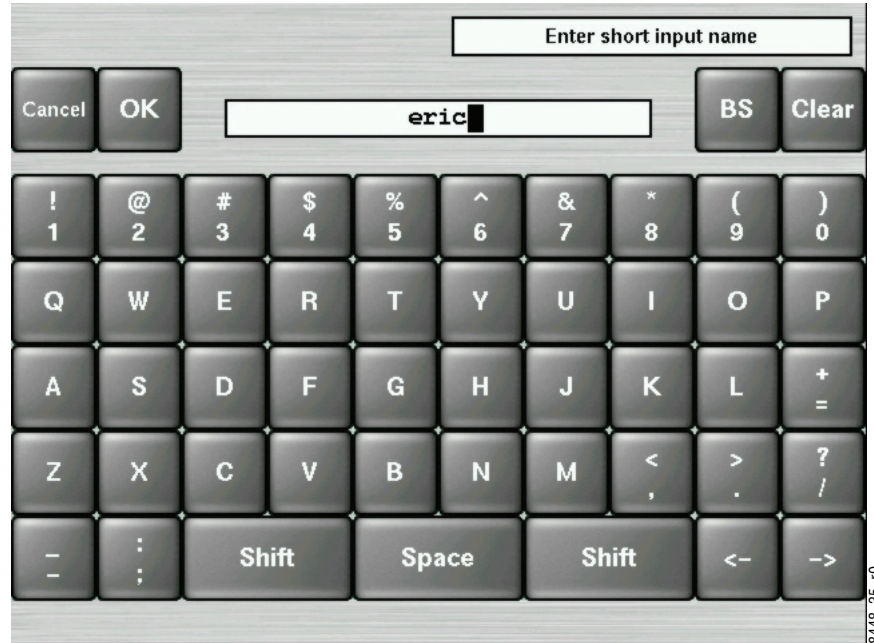 Enter short input name
Cancel OK eric BS Clear
! @ # $ % ^ & * ( )
1 2 3 4 5 6 7 8 9 0
Q W E R T Y U I O P
A S D F G H J K L + =
Z X C V B N M < , > . ? /
_ - : ; Shift Space Shift <- ->